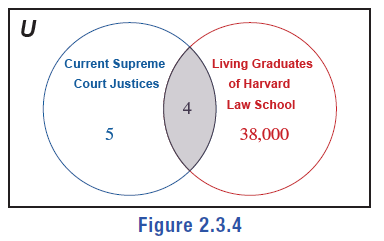 U
Current Supreme
Court Justices
Living Graduates
of Harvard
Law School
5
4
38,000
Figure 2.3.4